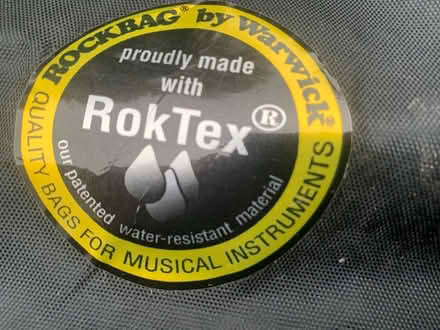 ROCKBAG® by Warwick®
proudly made
with
RokTex®
our patented water-resistant material
QUALITY BAGS FOR MUSICAL INSTRUMENTS